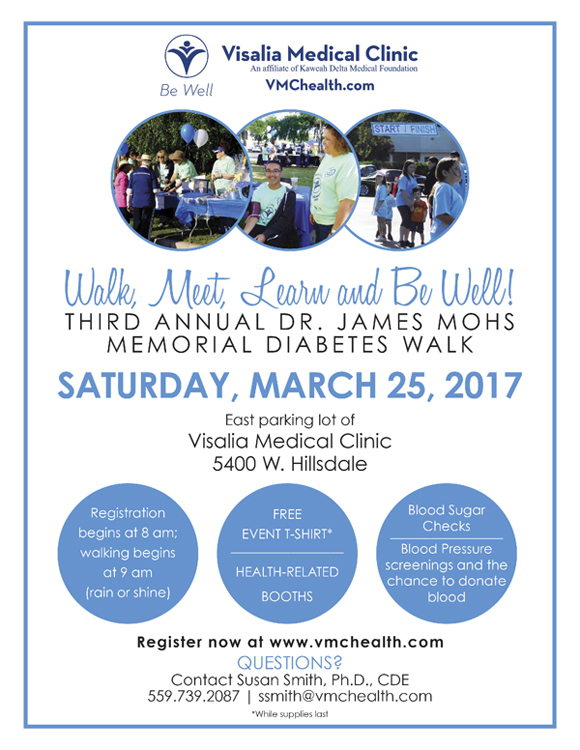 Visalia Medical Clinic
An affiliate of Kaweah Delta Medical Foundation
Be Well
VMChealth.com
START | FINISH
Walk, Meet, Learn and Be Well!
THIRD ANNUAL DR. JAMES MOHS
MEMORIAL DIABETES WALK
SATURDAY, MARCH 25, 2017
East parking lot of
Visalia Medical Clinic
5400 W. Hillsdale
Registration
begins at 8 am;
walking begins
at 9 am
(rain or shine)
FREE
EVENT T-SHIRT*
HEALTH-RELATED
BOOTHS
Blood Sugar
Checks
Blood Pressure
screenings and the
chance to donate
blood
Register now at www.vmchealth.com
QUESTIONS?
Contact Susan Smith, Ph.D., CDE
559.739.2087 | ssmith@vmchealth.com
*While supplies last